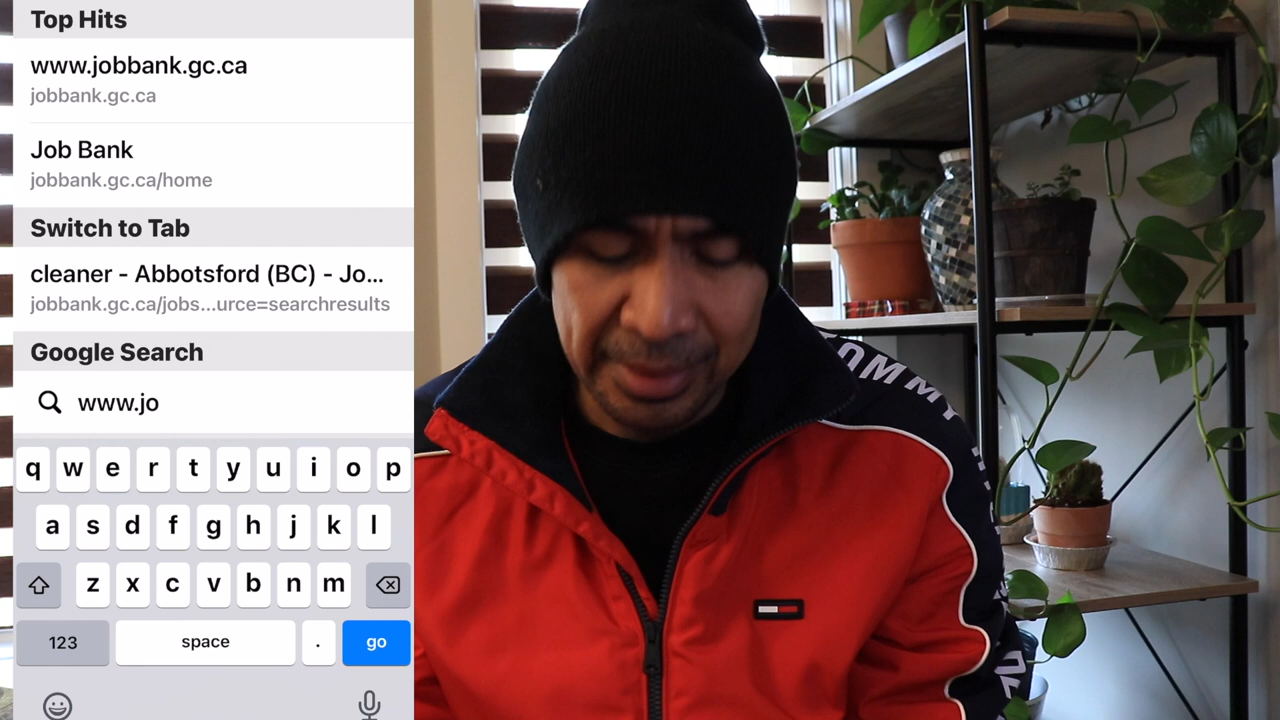 Top Hits
www.jobbank.gc.ca
jobbank.gc.ca
Job Bank
jobbank.gc.ca/home
Switch to Tab
cleaner - Abbotsford (BC) - Jo...
jobbank.gc.ca/jobs...urce=searchresults
Google Search
www.jo
q w e r t y u i o p
a s d f g h j k l
z x c v b n m
123 space . go
TOMMY